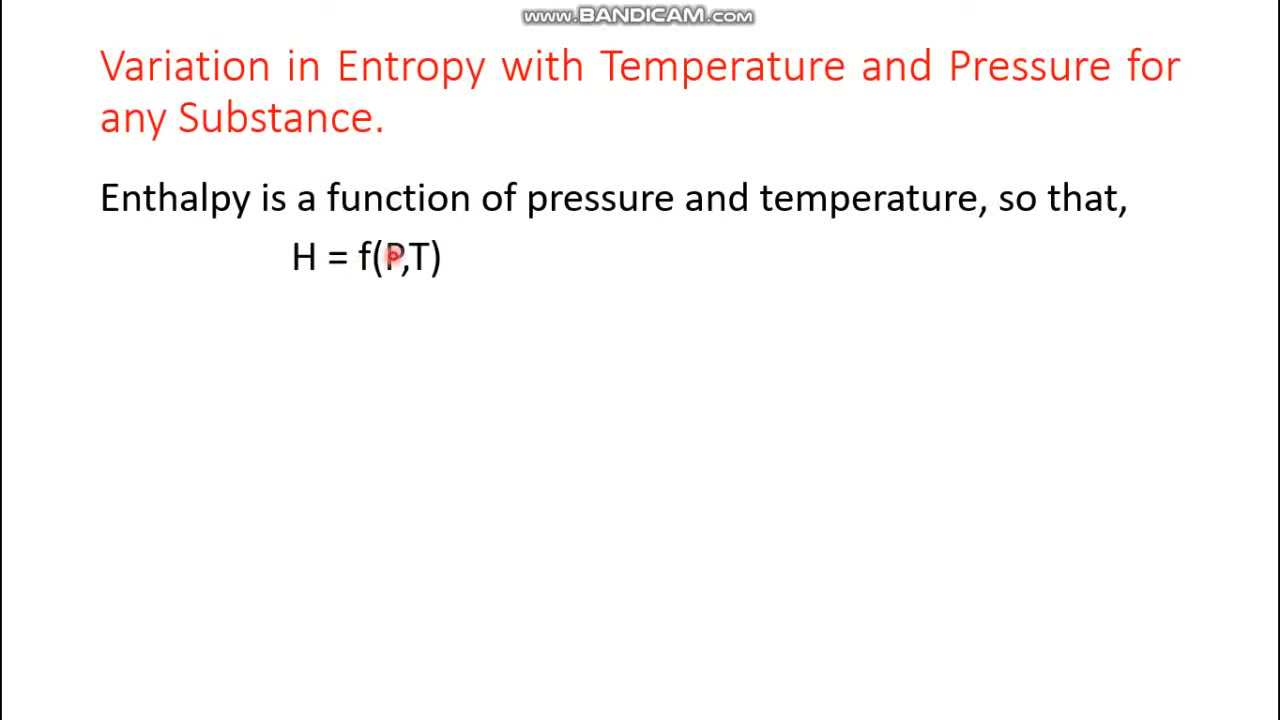 www.BANDICAM.com
Variation in Entropy with Temperature and Pressure for
any Substance.
Enthalpy is a function of pressure and temperature, so that,
H = f(P,T)